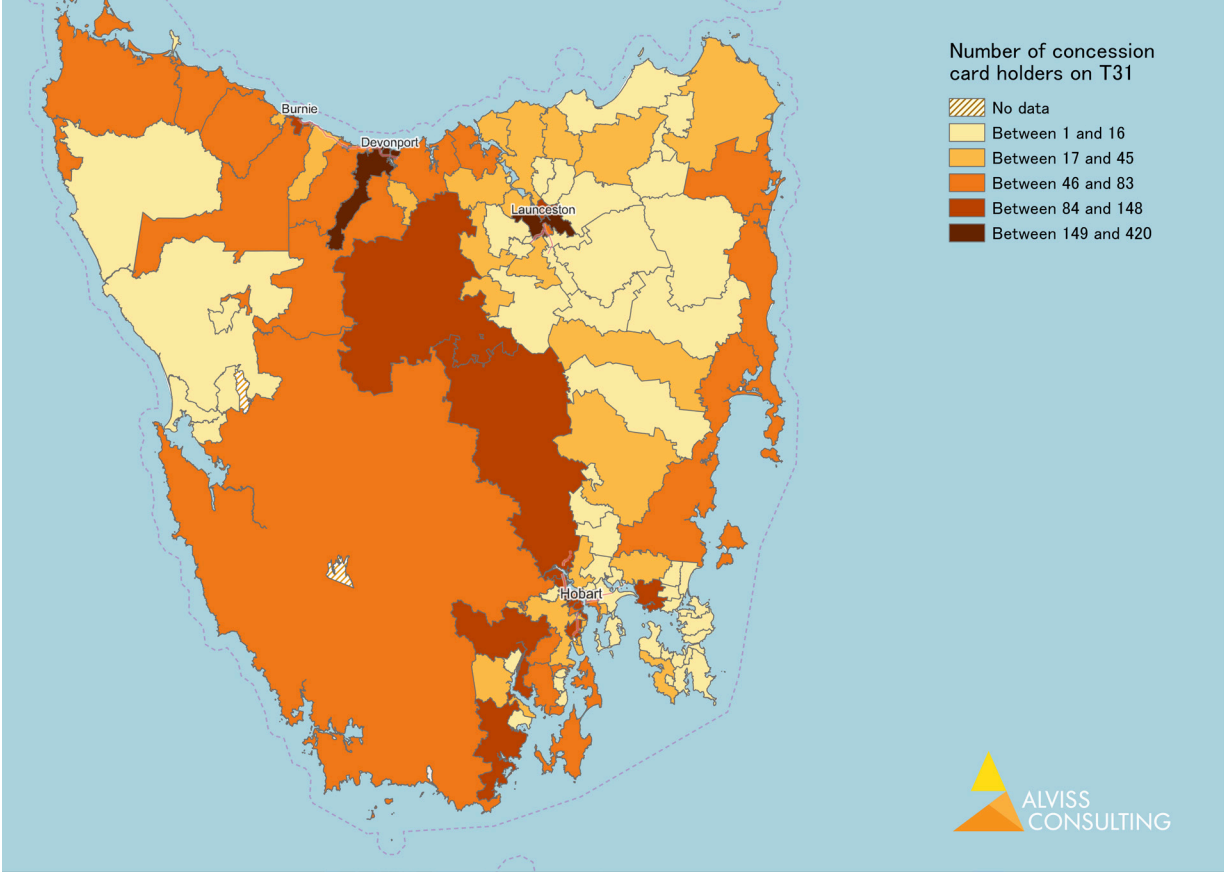 Number of concession
card holders on T31
No data
Between 1 and 16
Between 17 and 45
Between 46 and 83
Between 84 and 148
Between 149 and 420
Burnie
Devonport
Launceston
Hobart
ALVISS
CONSULTING